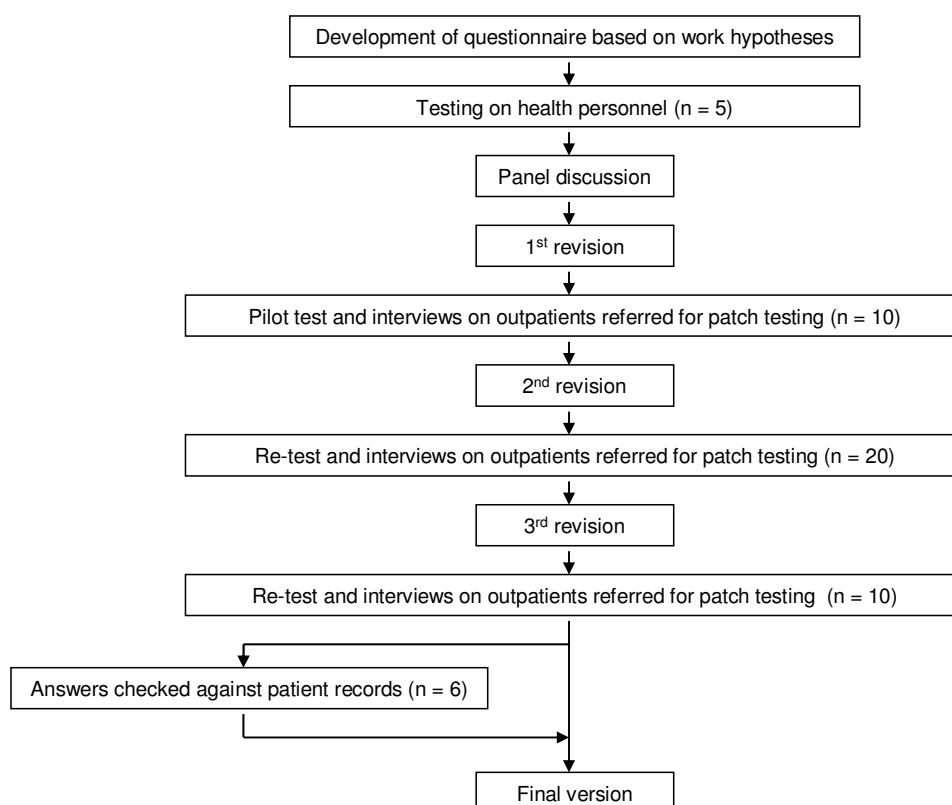 Development of questionnaire based on work hypotheses
Testing on health personnel (n = 5)
Panel discussion
1st revision
Pilot test and interviews on outpatients referred for patch testing (n = 10)
2nd revision
Re-test and interviews on outpatients referred for patch testing (n = 20)
3rd revision
Re-test and interviews on outpatients referred for patch testing (n = 10)
Answers checked against patient records (n = 6)
Final version